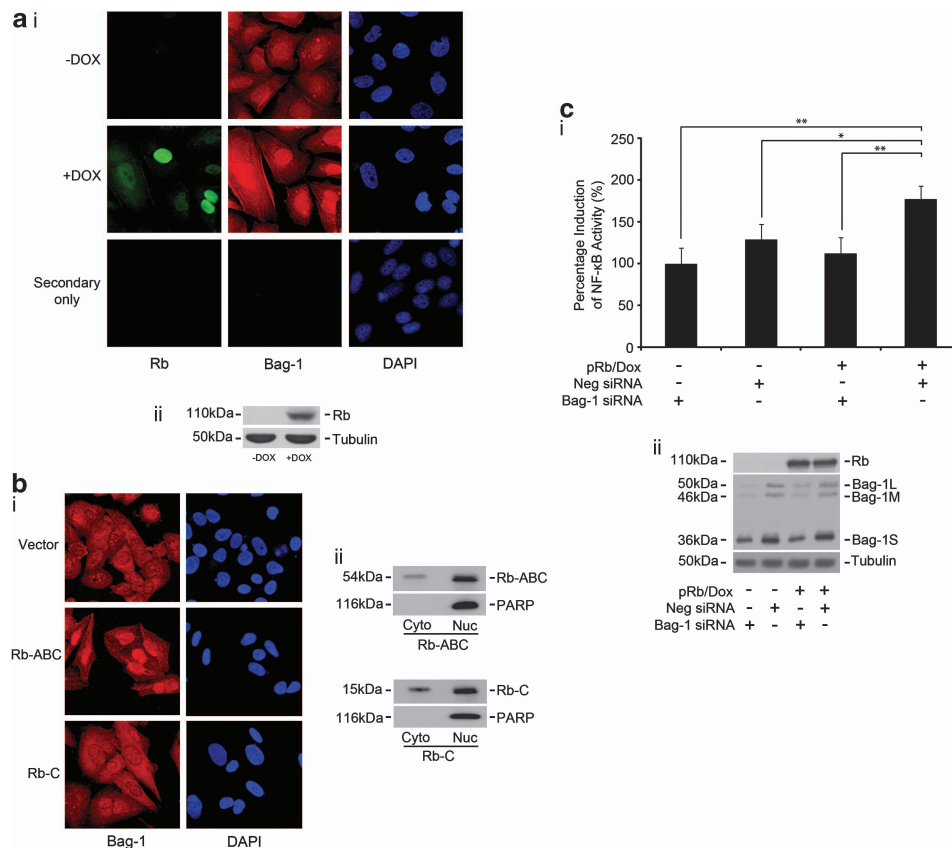 a i
-DOX
+DOX
Secondary
only
Rb Bag-1 DAPI
ii
110kDa Rb
50kDa Tubulin
-DOX +DOX
b
i
Vector
Rb-ABC
Rb-C
Bag-1 DAPI
ii
54kDa Rb-ABC
116kDa PARP
Cyto Nuc
Rb-ABC
15kDa Rb-C
116kDa PARP
Cyto Nuc
Rb-C
c
i
** 
*
**
Percentage Induction
of NF-κB Activity (%)
250
200
150
100
50
0
pRb/Dox - - + +
Neg siRNA - + - +
Bag-1 siRNA + - + -
ii
110kDa Rb
50kDa Bag-1L
46kDa Bag-1M
36kDa Bag-1S
50kDa Tubulin
pRb/Dox - - + +
Neg siRNA - + - +
Bag-1 siRNA + - + -